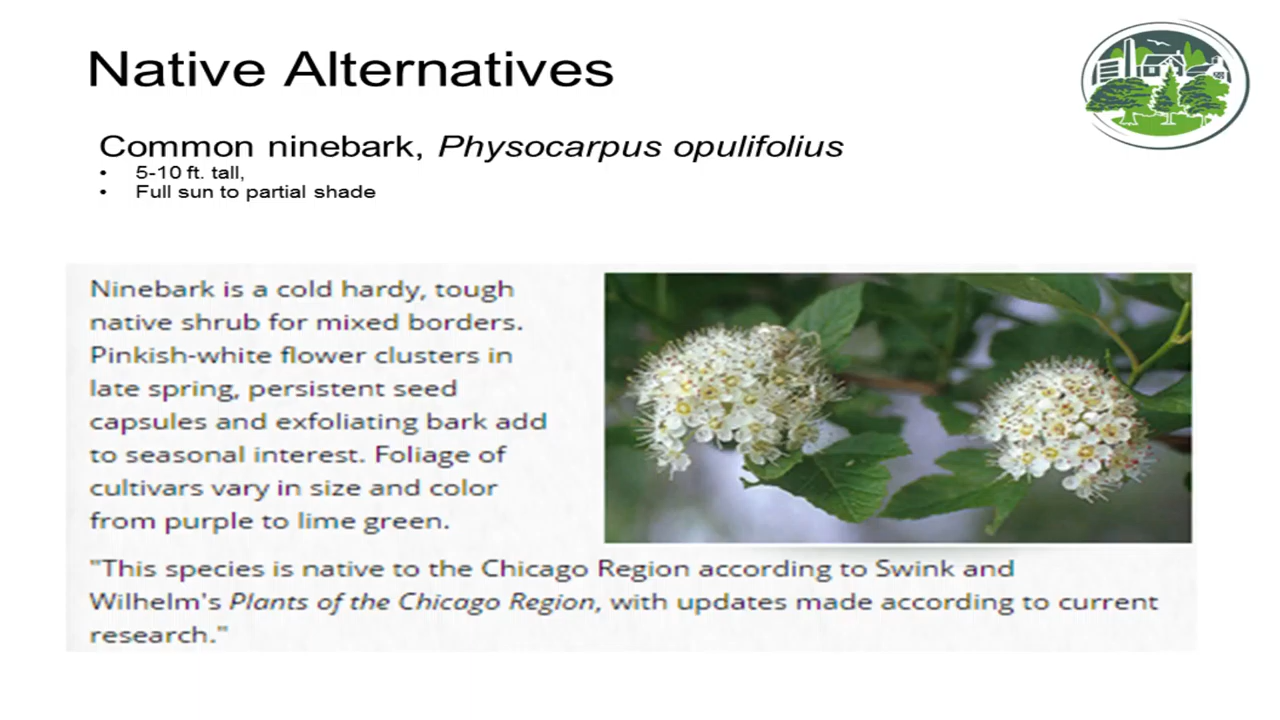 Native Alternatives
Common ninebark, Physocarpus opulifolius
• 5-10 ft. tall,
• Full sun to partial shade
Ninebark is a cold hardy, tough
native shrub for mixed borders.
Pinkish-white flower clusters in
late spring, persistent seed
capsules and exfoliating bark add
to seasonal interest. Foliage of
cultivars vary in size and color
from purple to lime green.
"This species is native to the Chicago Region according to Swink and
Wilhelm's Plants of the Chicago Region, with updates made according to current
research."